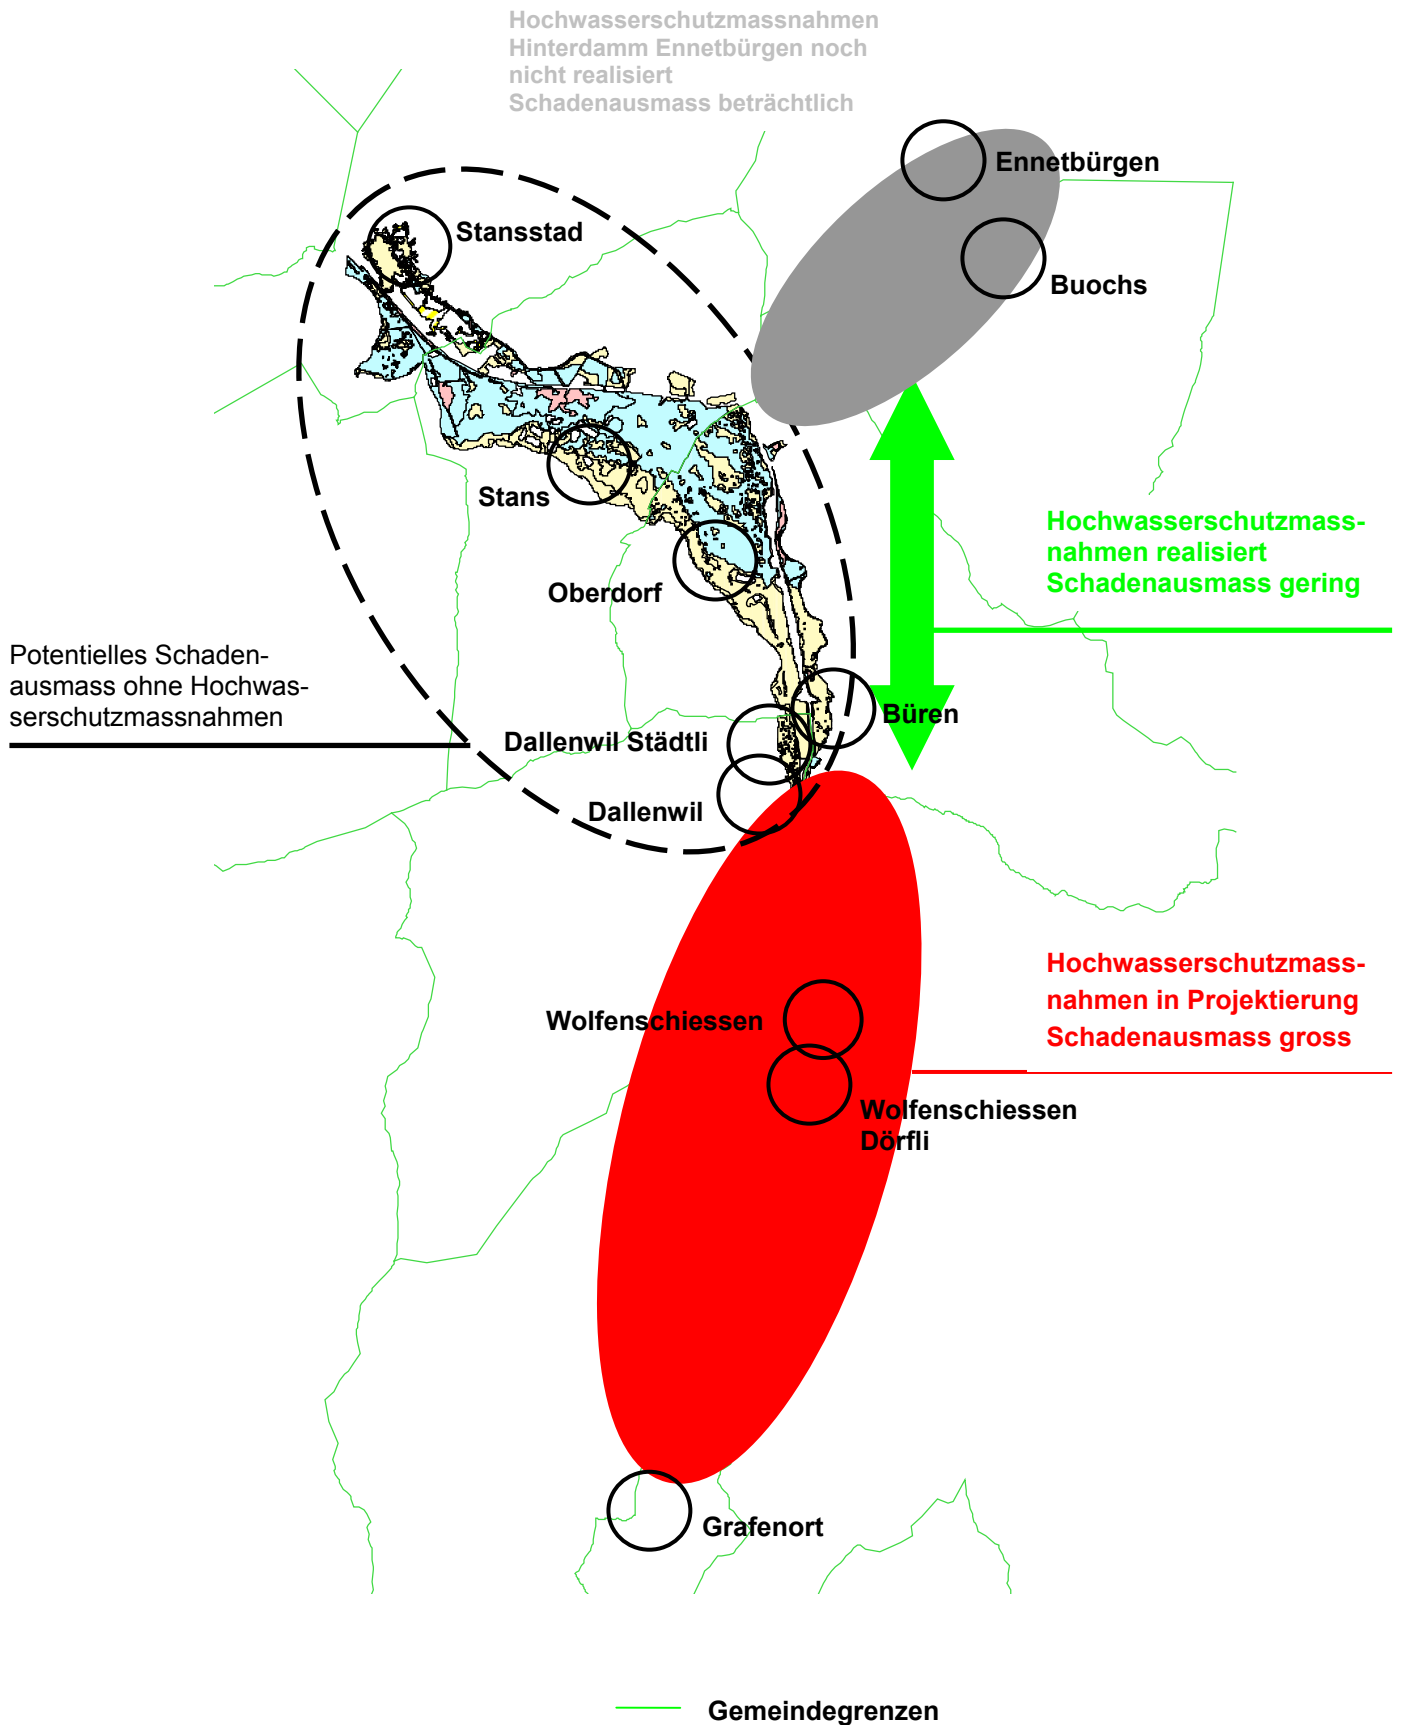 Hochwasserschutzmassnahmen
Hinterdamm Ennetbürgen noch
nicht realisiert
Schadenausmass beträchtlich
Ennetbürgen
Stansstad
Buochs
Stans
Hochwasserschutzmass-
nahmen realisiert
Schadenausmass gering
Oberdorf
Potentielles Schaden-
ausmass ohne Hochwas-
serschutzmassnahmen
Büren
Dallenwil Städtli
Dallenwil
Hochwasserschutzmass-
nahmen in Projektierung
Schadenausmass gross
Wolfenschiessen
Wolfenschiessen
Dörfli
Grafenort
Gemeindegrenzen